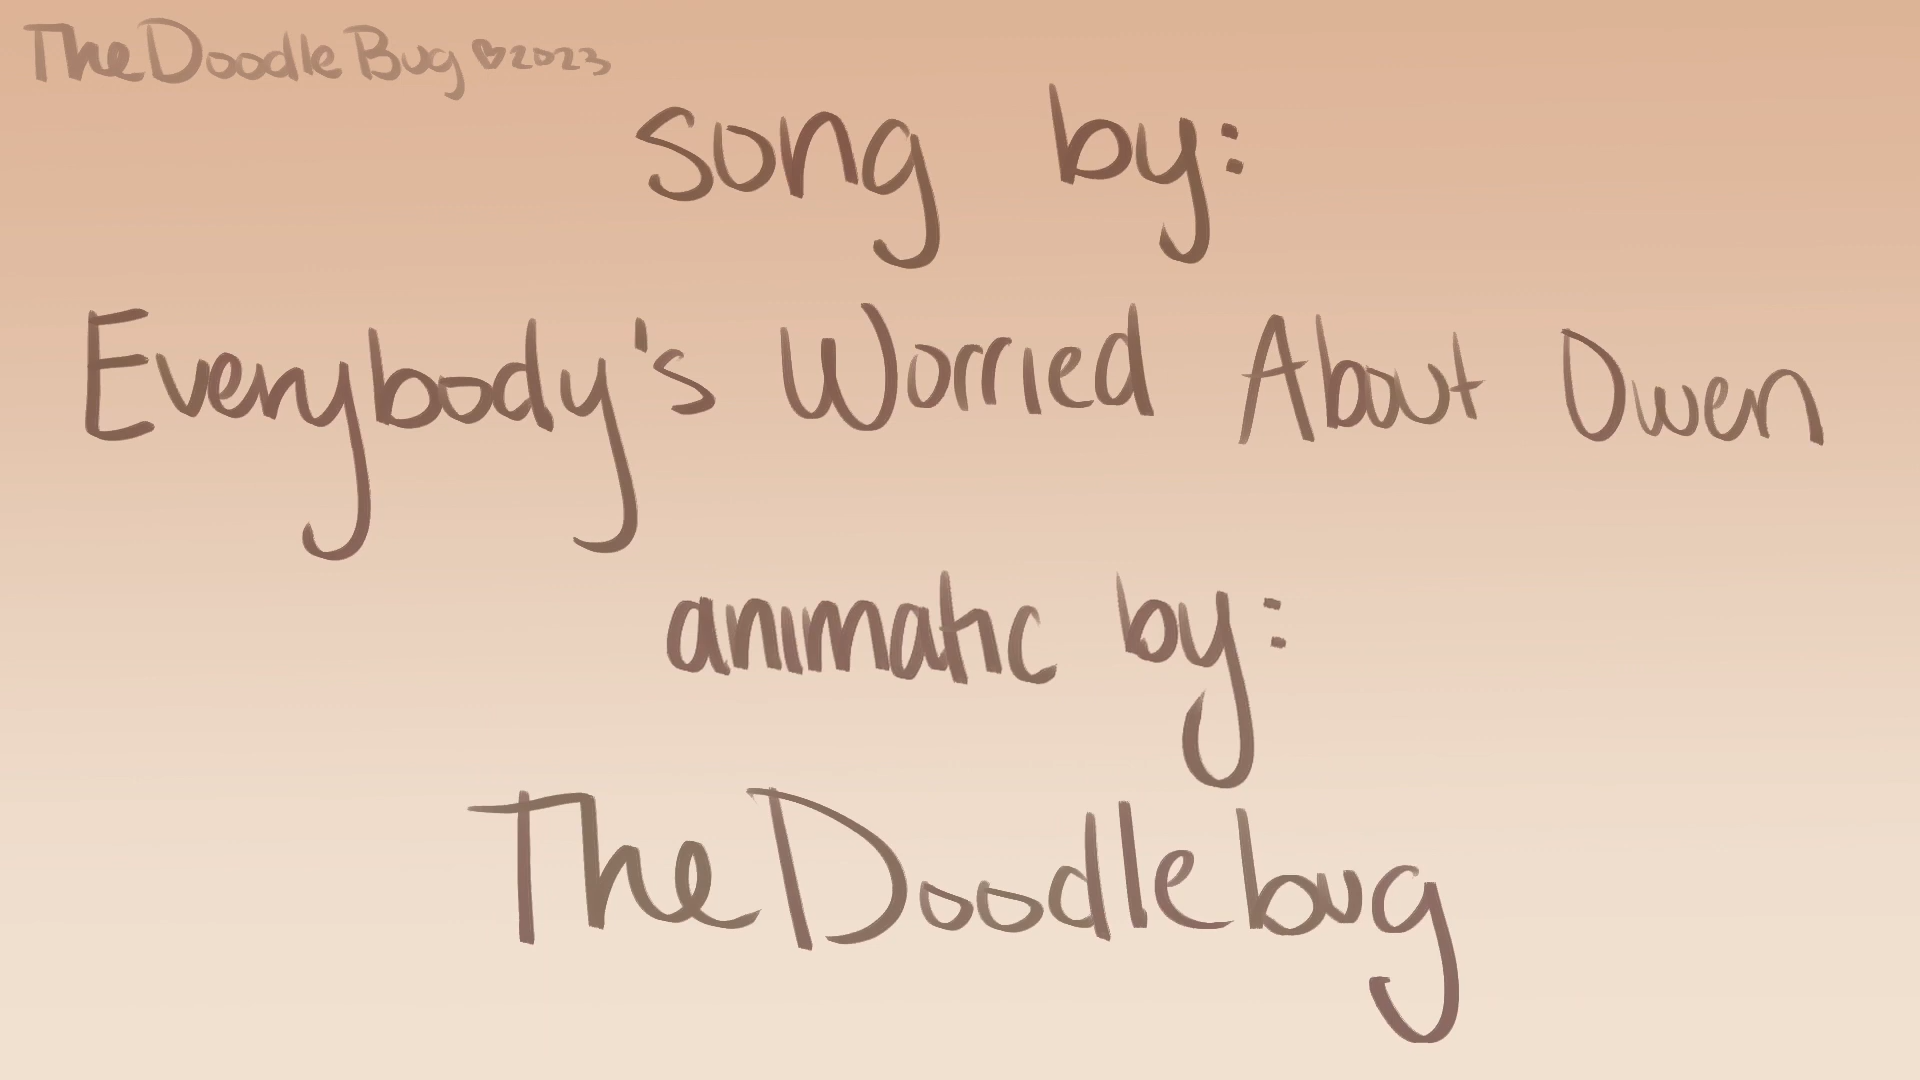 TheDoodleBug ♡2023
song by:
Everybody's Worried About Owen
animatic by:
TheDoodlebug